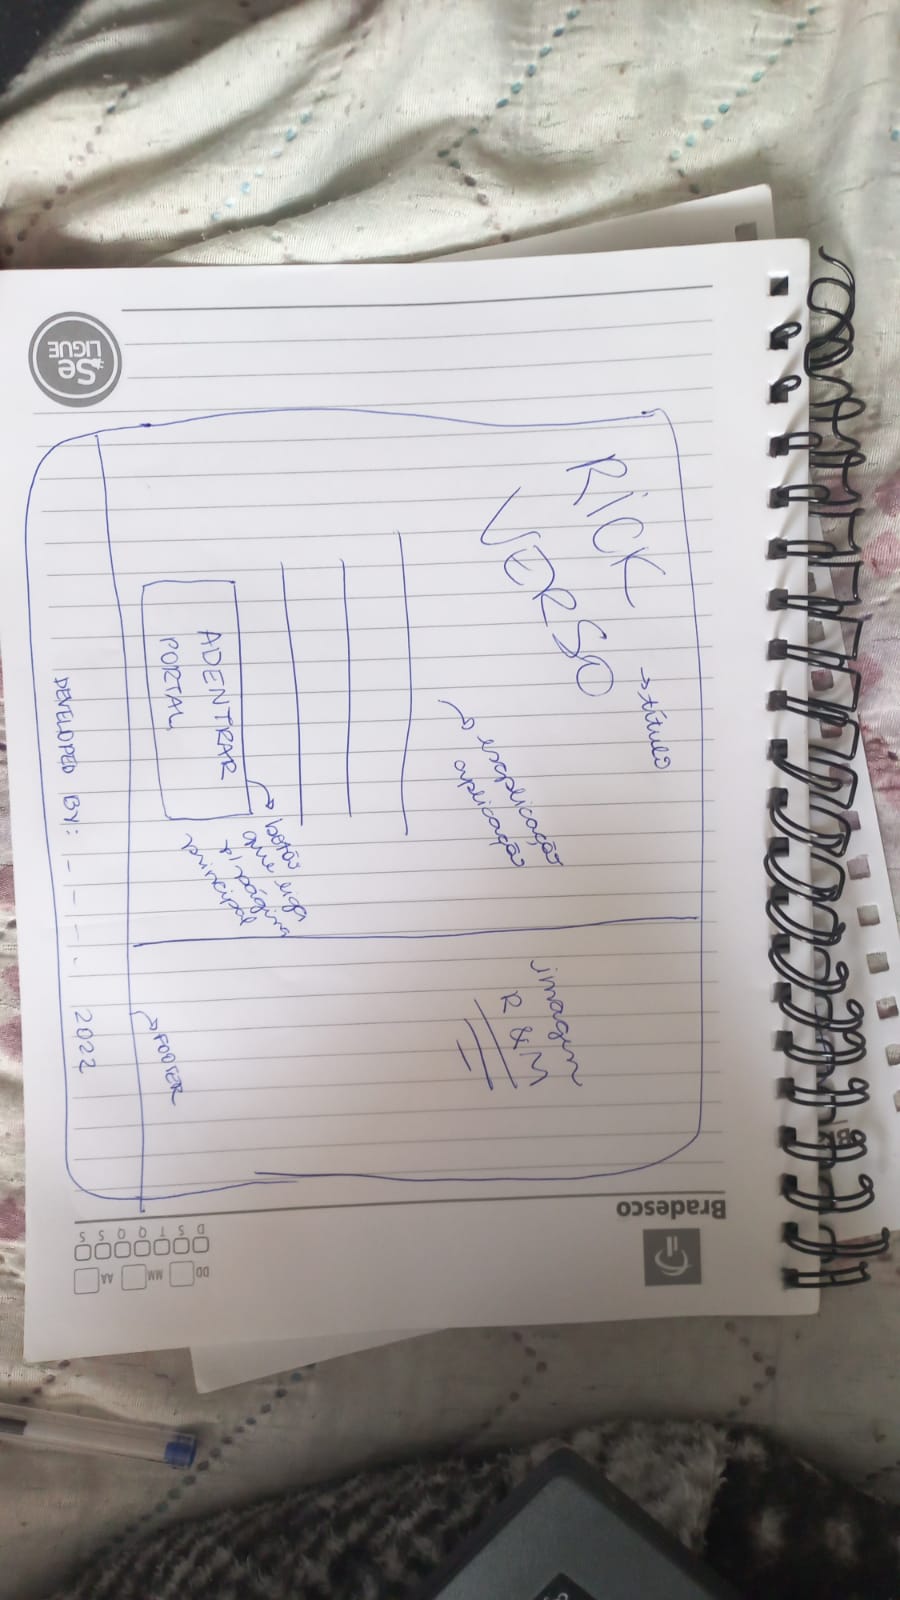 RICK
VERSO
→ título
explicação
aplicação
imagem
R & M
ADENTRAR
PORTAL
botão
que liga
p/ página
principal
FOOTER
DEVELOPED BY: _ _ _ _ . 2022
Bradesco
Se
LIGUE
DD MM AA
D S T Q Q S S